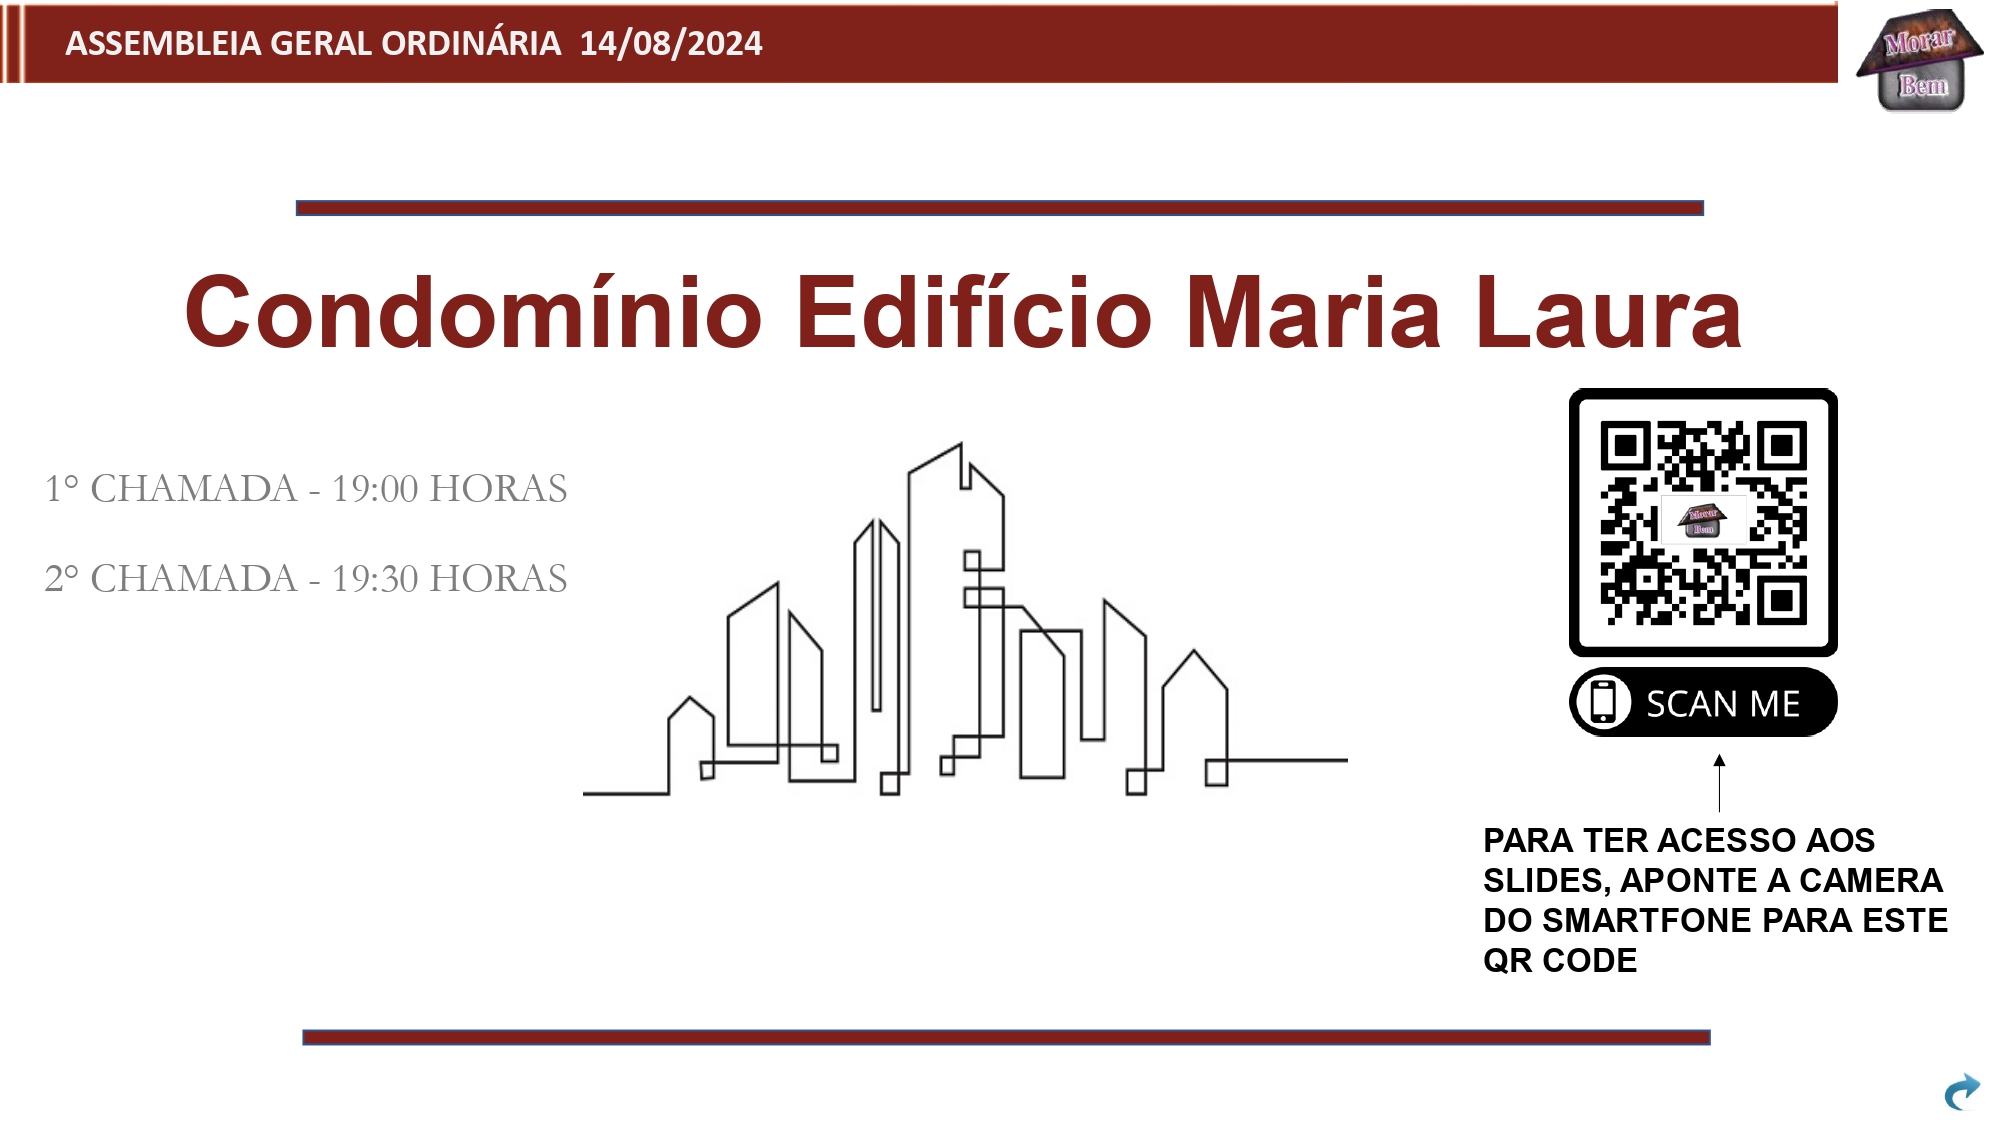 ASSEMBLEIA GERAL ORDINÁRIA  14/08/2024
Morar
Bem
Condomínio Edifício Maria Laura
1° CHAMADA - 19:00 HORAS
2° CHAMADA - 19:30 HORAS
Morar
Bem
SCAN ME
PARA TER ACESSO AOS
SLIDES, APONTE A CAMERA
DO SMARTFONE PARA ESTE
QR CODE